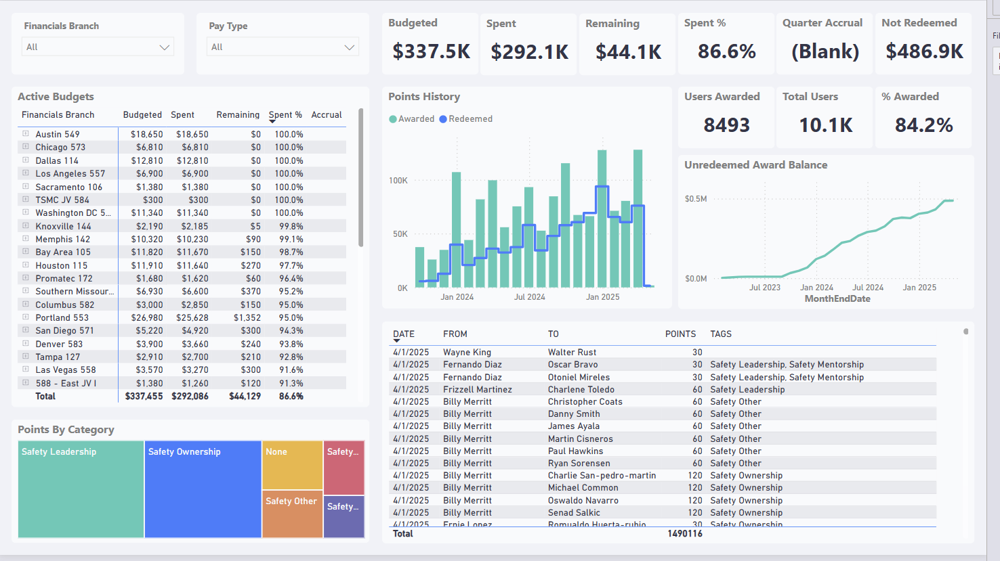 Financials Branch
All
Pay Type
All
Budgeted
$337.5K
Spent
$292.1K
Remaining
$44.1K
Spent %
86.6%
Quarter Accrual
(Blank)
Not Redeemed
$486.9K
Active Budgets
Financials Branch Budgeted Spent Remaining Spent % Accrual
Austin 549 $18,650 $18,650 $0 100.0%
Chicago 573 $6,810 $6,810 $0 100.0%
Dallas 114 $12,810 $12,810 $0 100.0%
Los Angeles 557 $6,900 $6,900 $0 100.0%
Sacramento 106 $1,380 $1,380 $0 100.0%
TSMC JV 584 $300 $300 $0 100.0%
Washington DC 5... $11,340 $11,340 $0 100.0%
Knoxville 144 $2,190 $2,185 $5 99.8%
Memphis 142 $10,320 $10,230 $90 99.1%
Bay Area 105 $11,820 $11,670 $150 98.7%
Houston 115 $11,910 $11,640 $270 97.7%
Promatec 172 $1,680 $1,620 $60 96.4%
Southern Missour... $6,930 $6,600 $370 95.2%
Columbus 582 $3,000 $2,850 $150 95.0%
Portland 553 $26,980 $25,628 $1,352 95.0%
San Diego 571 $5,220 $4,920 $300 94.3%
Denver 583 $3,900 $3,660 $240 93.8%
Tampa 127 $2,910 $2,700 $210 92.8%
Las Vegas 558 $3,570 $3,270 $300 91.6%
588 - East JV I $1,380 $1,260 $120 91.3%
Total $337,455 $292,086 $44,129 86.6%
Points By Category
Safety Leadership
Safety Ownership
None
Safety Other
Safety...
Safety...
Points History
Awarded Redeemed
100K
50K
0K
Jan 2024 Jul 2024 Jan 2025
Users Awarded
8493
Total Users
10.1K
% Awarded
84.2%
Unredeemed Award Balance
$0.5M
$0.0M
Jul 2023 Jan 2024 Jul 2024 Jan 2025
MonthEndDate
DATE FROM TO POINTS TAGS
4/1/2025 Wayne King Walter Rust 30
4/1/2025 Fernando Diaz Oscar Bravo 30 Safety Leadership, Safety Mentorship
4/1/2025 Fernando Diaz Otoniel Mireles 30 Safety Leadership, Safety Mentorship
4/1/2025 Frizzell Martinez Charlene Toledo 60 Safety Leadership
4/1/2025 Billy Merritt Christopher Coats 60 Safety Other
4/1/2025 Billy Merritt Danny Smith 60 Safety Other
4/1/2025 Billy Merritt James Ayala 60 Safety Other
4/1/2025 Billy Merritt Martin Cisneros 60 Safety Other
4/1/2025 Billy Merritt Paul Hawkins 60 Safety Other
4/1/2025 Billy Merritt Ryan Sorensen 60 Safety Other
4/1/2025 Billy Merritt Charlie San-pedro-martin 120 Safety Ownership
4/1/2025 Billy Merritt Michael Common 120 Safety Ownership
4/1/2025 Billy Merritt Oswaldo Navarro 120 Safety Ownership
4/1/2025 Billy Merritt Senad Salkic 120 Safety Ownership
4/1/2025 Ernie Lopez Romualdo Huerta-rubio 30 Safety Ownership
Total 1490116